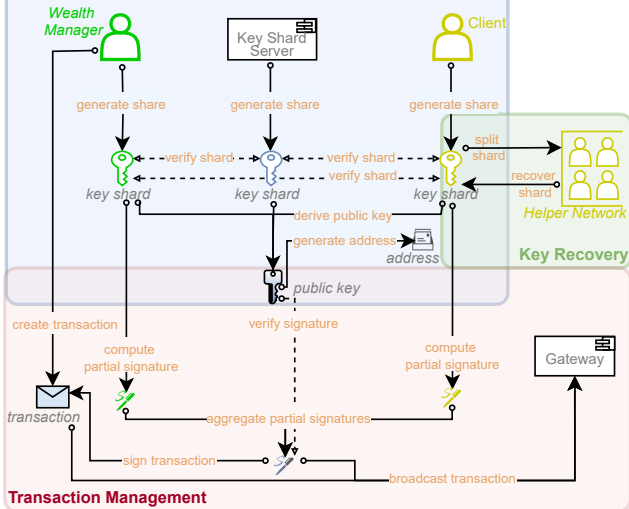 Wealth
Manager
Key Shard
Server
Client
generate share
generate share
generate share
verify shard
verify shard
verify shard
split
shard
recover
shard
key shard
key shard
key shard
Helper Network
derive public key
generate address
address
Key Recovery
public key
create transaction
verify signature
compute
partial signature
compute
partial signature
Gateway
transaction
aggregate partial signatures
sign transaction
broadcast transaction
Transaction Management